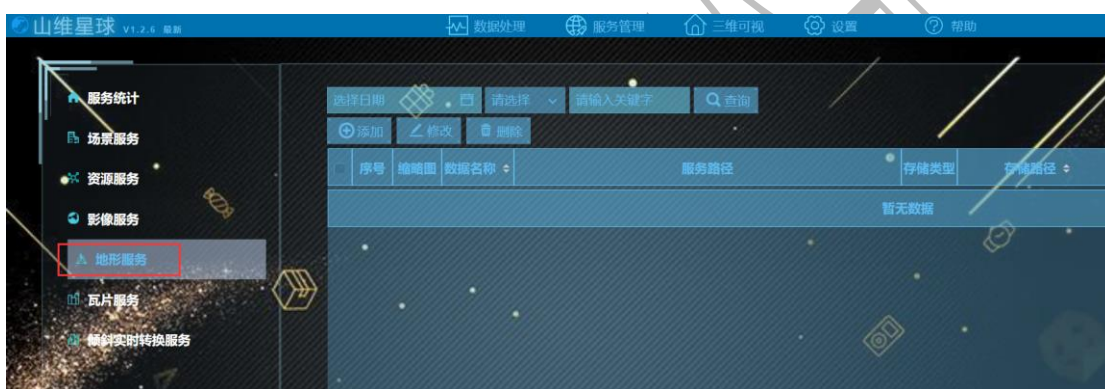 山维星球 V1.2.6 最新 数据处理 服务管理 三维可视 设置 帮助
服务统计
场景服务
资源服务
影像服务
地形服务
瓦片服务
倾斜实时转换服务
选择日期 请选择 请输入关键字 查询
添加 修改 删除
序号 缩略图 数据名称 服务路径 存储类型 存储路径
暂无数据